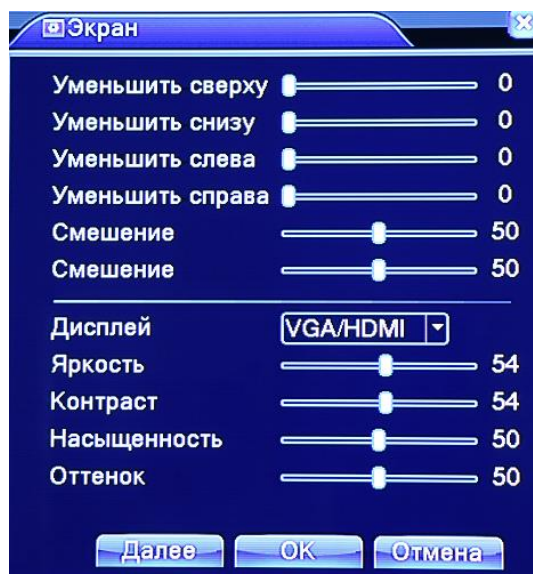 Экран
Уменьшить сверху 0
Уменьшить снизу 0
Уменьшить слева 0
Уменьшить справа 0
Смешение 50
Смешение 50
Дисплей VGA/HDMI
Яркость 54
Контраст 54
Насыщенность 50
Оттенок 50
Далее OK Отмена